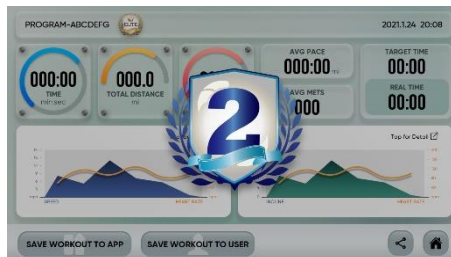 PROGRAM-ABCDEFG
ELITE
2021.1.24 20:08
000:00
TIME
min:sec
000.0
TOTAL DISTANCE
mi
AVG PACE
000:00 mi
AVG METS
000
TARGET TIME
00:00
REAL TIME
00:00
2
Tap for Detail
SPEED
HEART RATE
INCLINE
HEART RATE
SAVE WORKOUT TO APP
SAVE WORKOUT TO USER